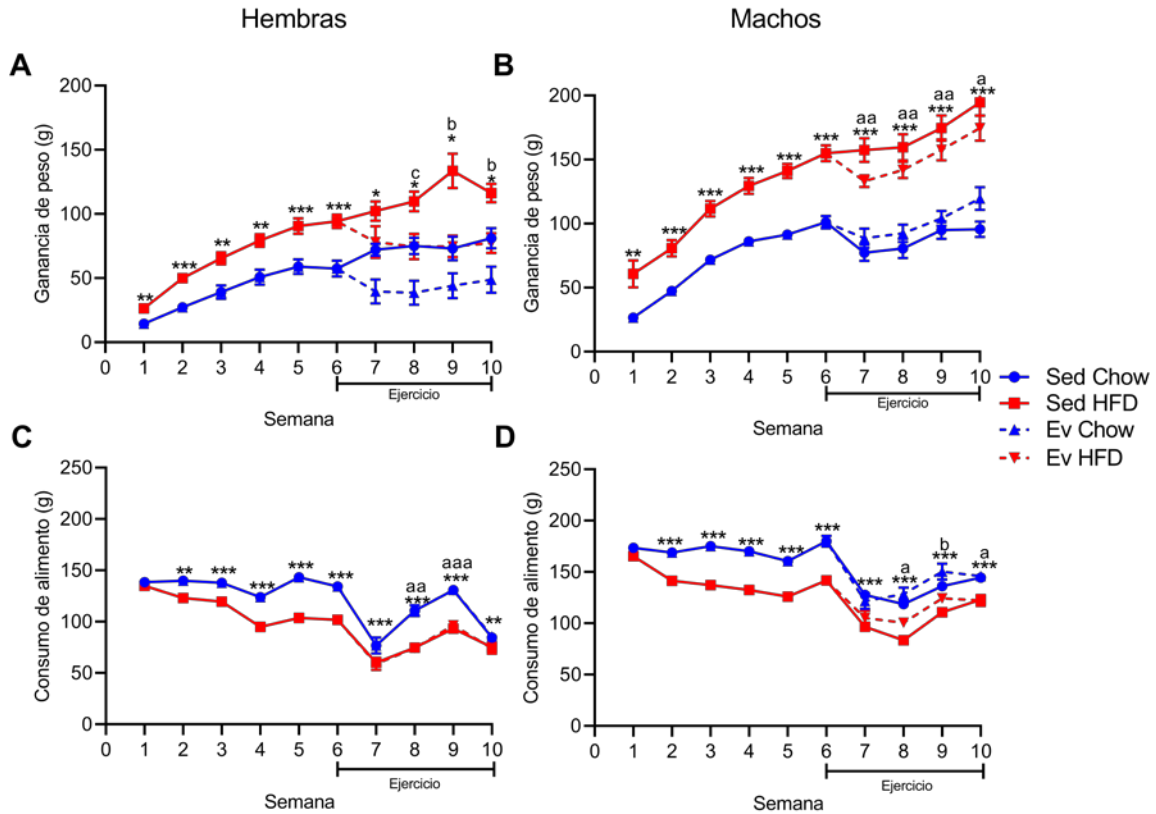 Hembras
Machos
A
Ganancia de peso (g)
200
150
100
50
0
** *** ** ** *** *** * c * b * b *
0 1 2 3 4 5 6 7 8 9 10
Ejercicio
Semana
B
Ganancia de peso (g)
200
150
100
50
0
** *** *** *** *** *** aa *** aa *** aa *** a ***
0 1 2 3 4 5 6 7 8 9 10
Ejercicio
Semana
Sed Chow
Sed HFD
Ev Chow
Ev HFD
C
Consumo de alimento (g)
250
200
150
100
50
0
** *** *** *** *** *** aa *** aaa *** **
0 1 2 3 4 5 6 7 8 9 10
Ejercicio
Semana
D
Consumo de alimento (g)
250
200
150
100
50
0
*** *** *** *** *** *** a *** b *** a ***
0 1 2 3 4 5 6 7 8 9 10
Ejercicio
Semana